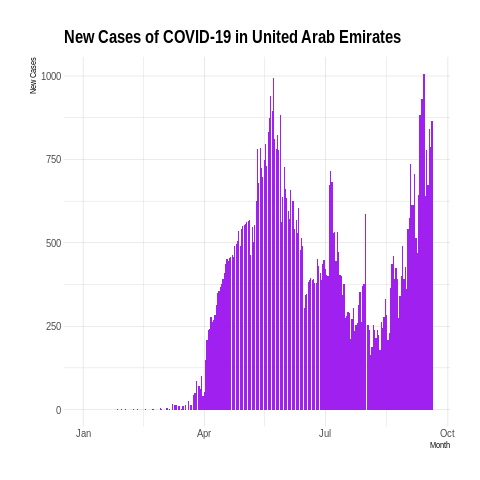 New Cases of COVID-19 in United Arab Emirates
New Cases
1000
750
500
250
0
Jan Apr Jul Oct
Month